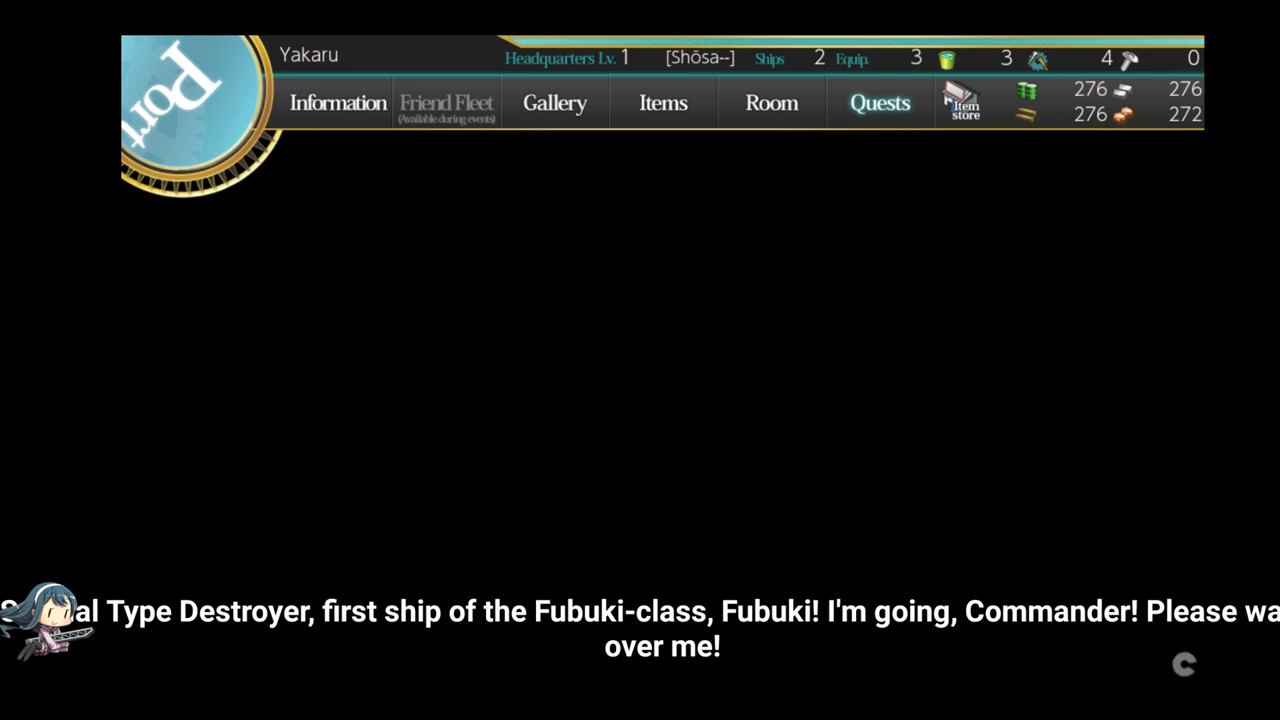 Port
Yakaru
Headquarters Lv. 1 [Shōsa--] Ships 2 Equip. 3 3 4 0
Information Friend Fleet Gallery Items Room Quests Item store
(Available during events)
276 276
276 272
al Type Destroyer, first ship of the Fubuki-class, Fubuki! I'm going, Commander! Please wa
over me!